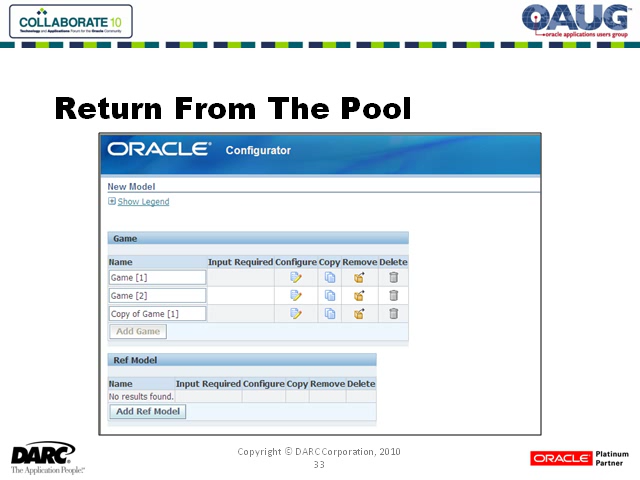 COLLABORATE 10
Technology and Applications Forum for the Oracle Community
OAUG™
oracle applications users group
Return From The Pool
ORACLE® Configurator
New Model
Show Legend
Game
Name Input Required Configure Copy Remove Delete
Game [1]
Game [2]
Copy of Game [1]
Add Game
Ref Model
Name Input Required Configure Copy Remove Delete
No results found.
Add Ref Model
DARC
The Application People.®
Copyright © DARC Corporation, 2010
33
ORACLE Platinum
Partner